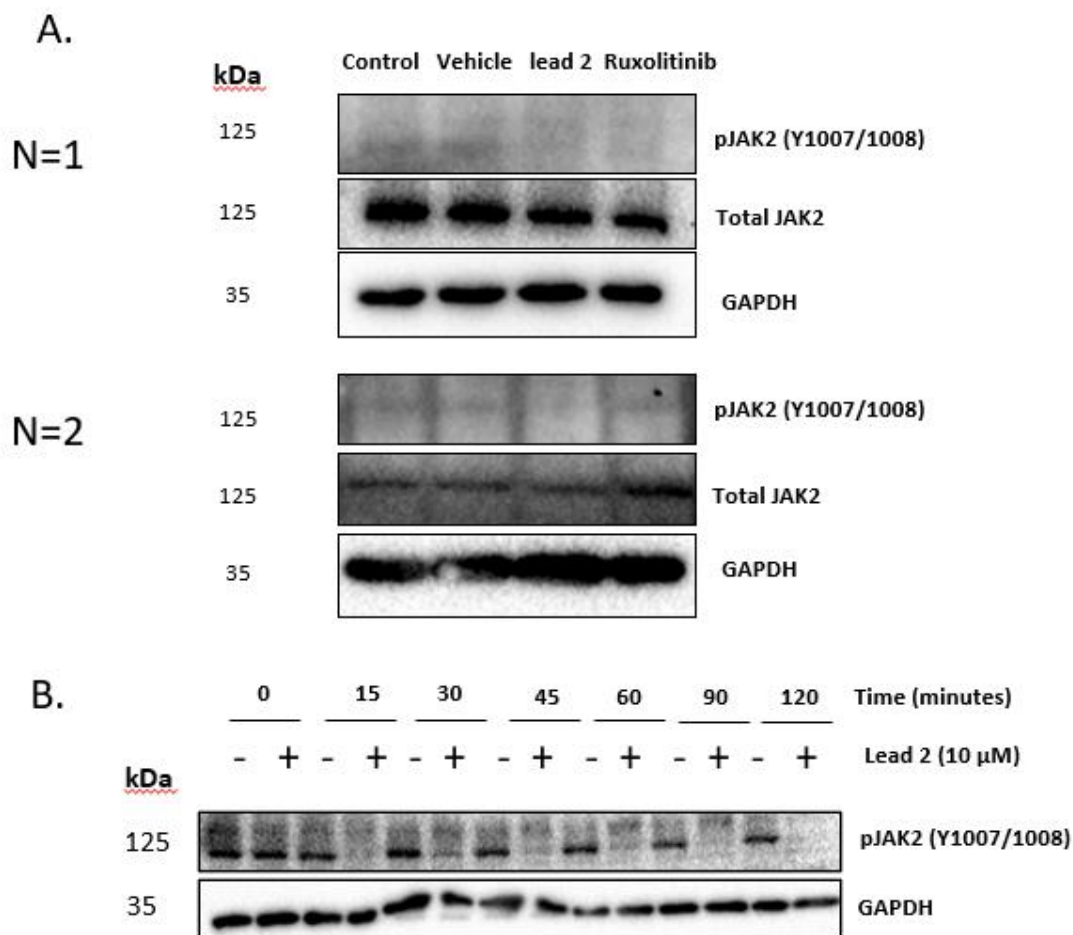 A.
kDa
Control Vehicle lead 2 Ruxolitinib
N=1
125 pJAK2 (Y1007/1008)
125 Total JAK2
35 GAPDH
N=2
125 pJAK2 (Y1007/1008)
125 Total JAK2
35 GAPDH
B.
0 15 30 45 60 90 120 Time (minutes)
- + - + - + - + - + - + - + Lead 2 (10 µM)
kDa
125 pJAK2 (Y1007/1008)
35 GAPDH